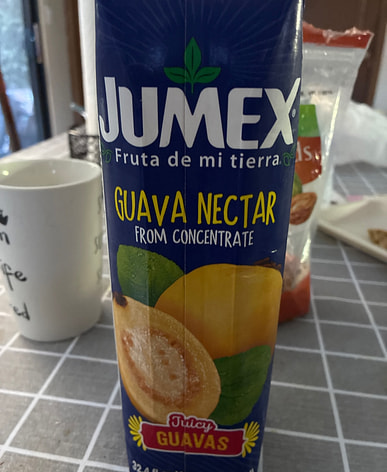 JUMEX
Fruta de mi tierra.
GUAVA NECTAR
FROM CONCENTRATE
Juicy
GUAVAS